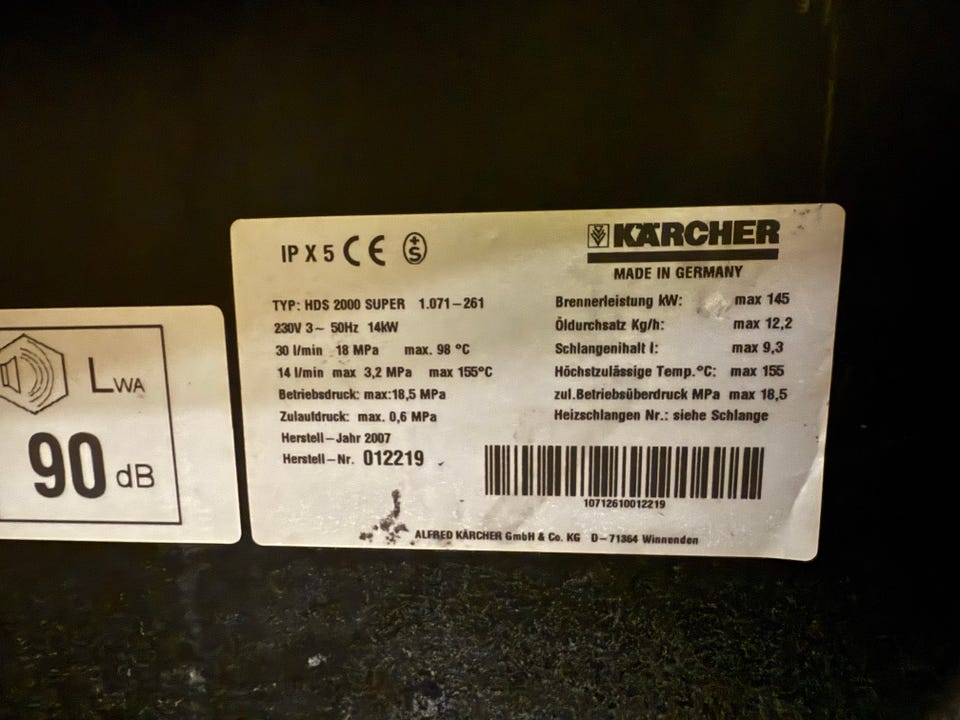 IP X 5 CE +S
KÄRCHER
MADE IN GERMANY
TYP: HDS 2000 SUPER 1.071-261
230V 3~ 50Hz 14kW
30 l/min 18 MPa max. 98 °C
14 l/min max 3,2 MPa max 155°C
Betriebsdruck: max:18,5 MPa
Zulaufdruck: max. 0,6 MPa
Herstell-Jahr 2007
Herstell-Nr. 012219
Brennerleistung kW: max 145
Öldurchsatz Kg/h: max 12,2
Schlangenihalt l: max 9,3
Höchstzulässige Temp.°C: max 155
zul.Betriebsüberdruck MPa max 18,5
Heizschlangen Nr.: siehe Schlange
10712610012219
ALFRED KÄRCHER GmbH & Co. KG D-71364 Winnenden
LWA
90 dB